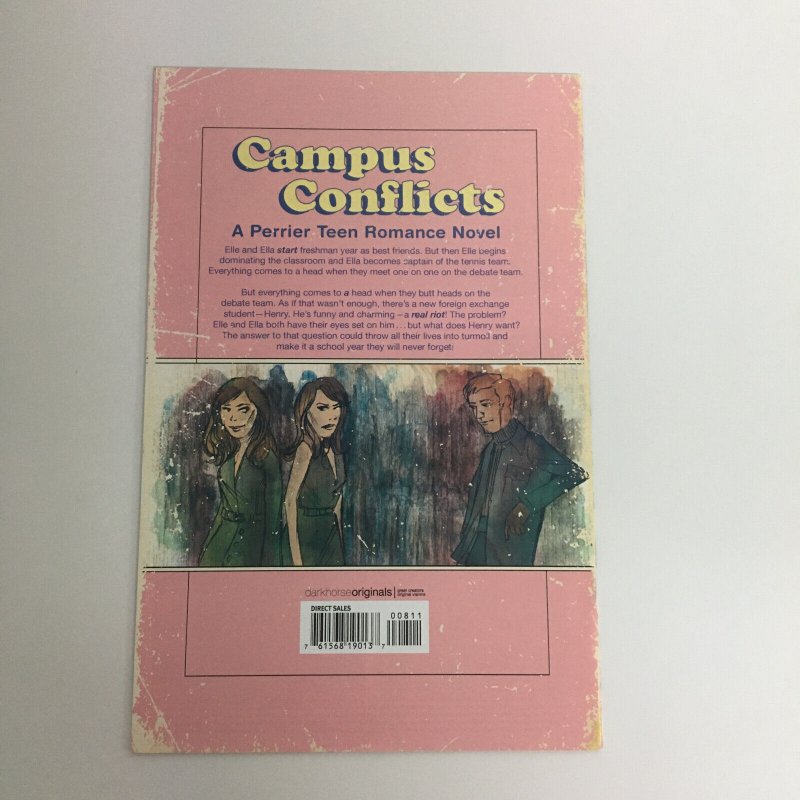 Campus
Conflicts
A Perrier Teen Romance Novel
Elle and Ella start freshman year as best friends. But then Elle begins
dominating the classroom and Ella becomes captain of the tennis team.
Everything comes to a head when they meet one on one on the debate team.
But everything comes to a head when they butt heads on the
debate team. As if that wasn't enough, there's a new foreign exchange
student—Henry. He's funny and charming—a real riot! The problem?
Elle and Ella both have their eyes set on him...but what does Henry want?
The answer to that question could throw all their lives into turmoil and
make it a school year they will never forget!
darkhorseoriginals
great creators
original visions
DIRECT SALES
00811
7 61568 19013 7